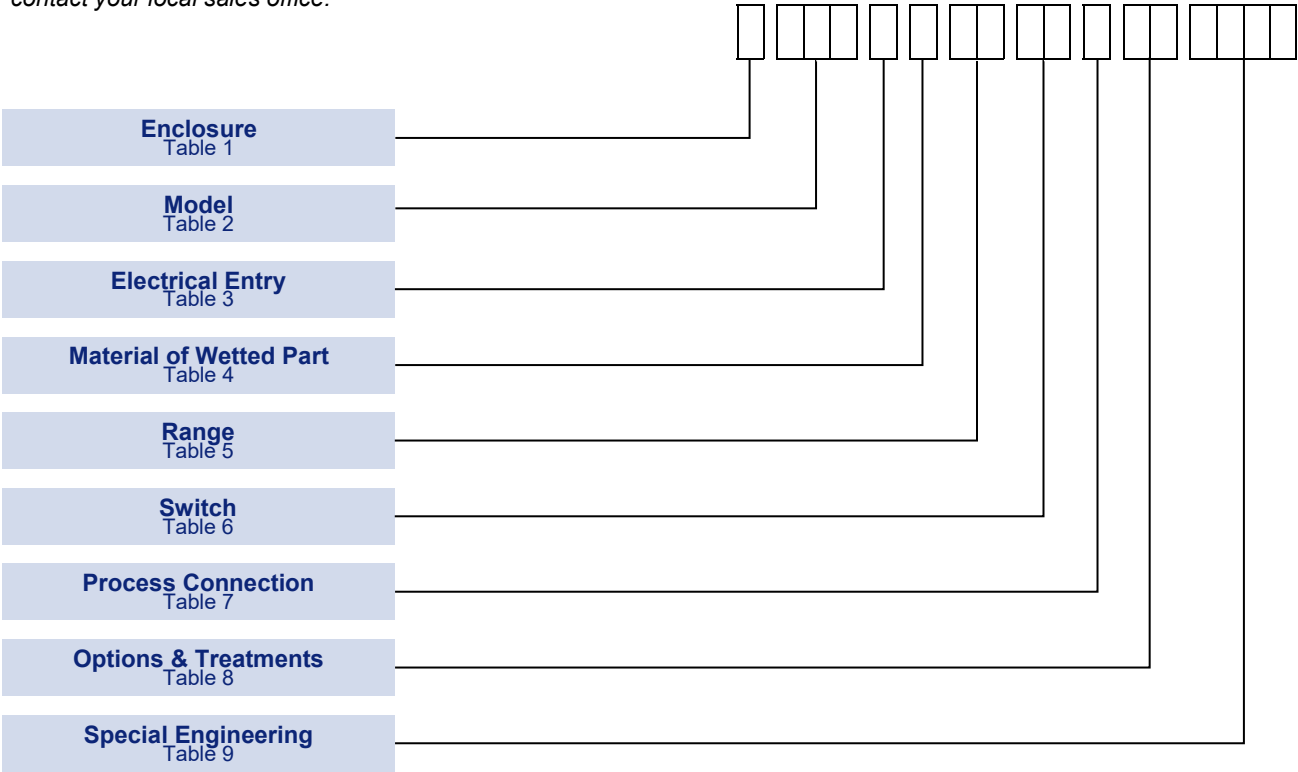 contact your local sales office.
Enclosure
Table 1
Model
Table 2
Electrical Entry
Table 3
Material of Wetted Part
Table 4
Range
Table 5
Switch
Table 6
Process Connection
Table 7
Options & Treatments
Table 8
Special Engineering
Table 9